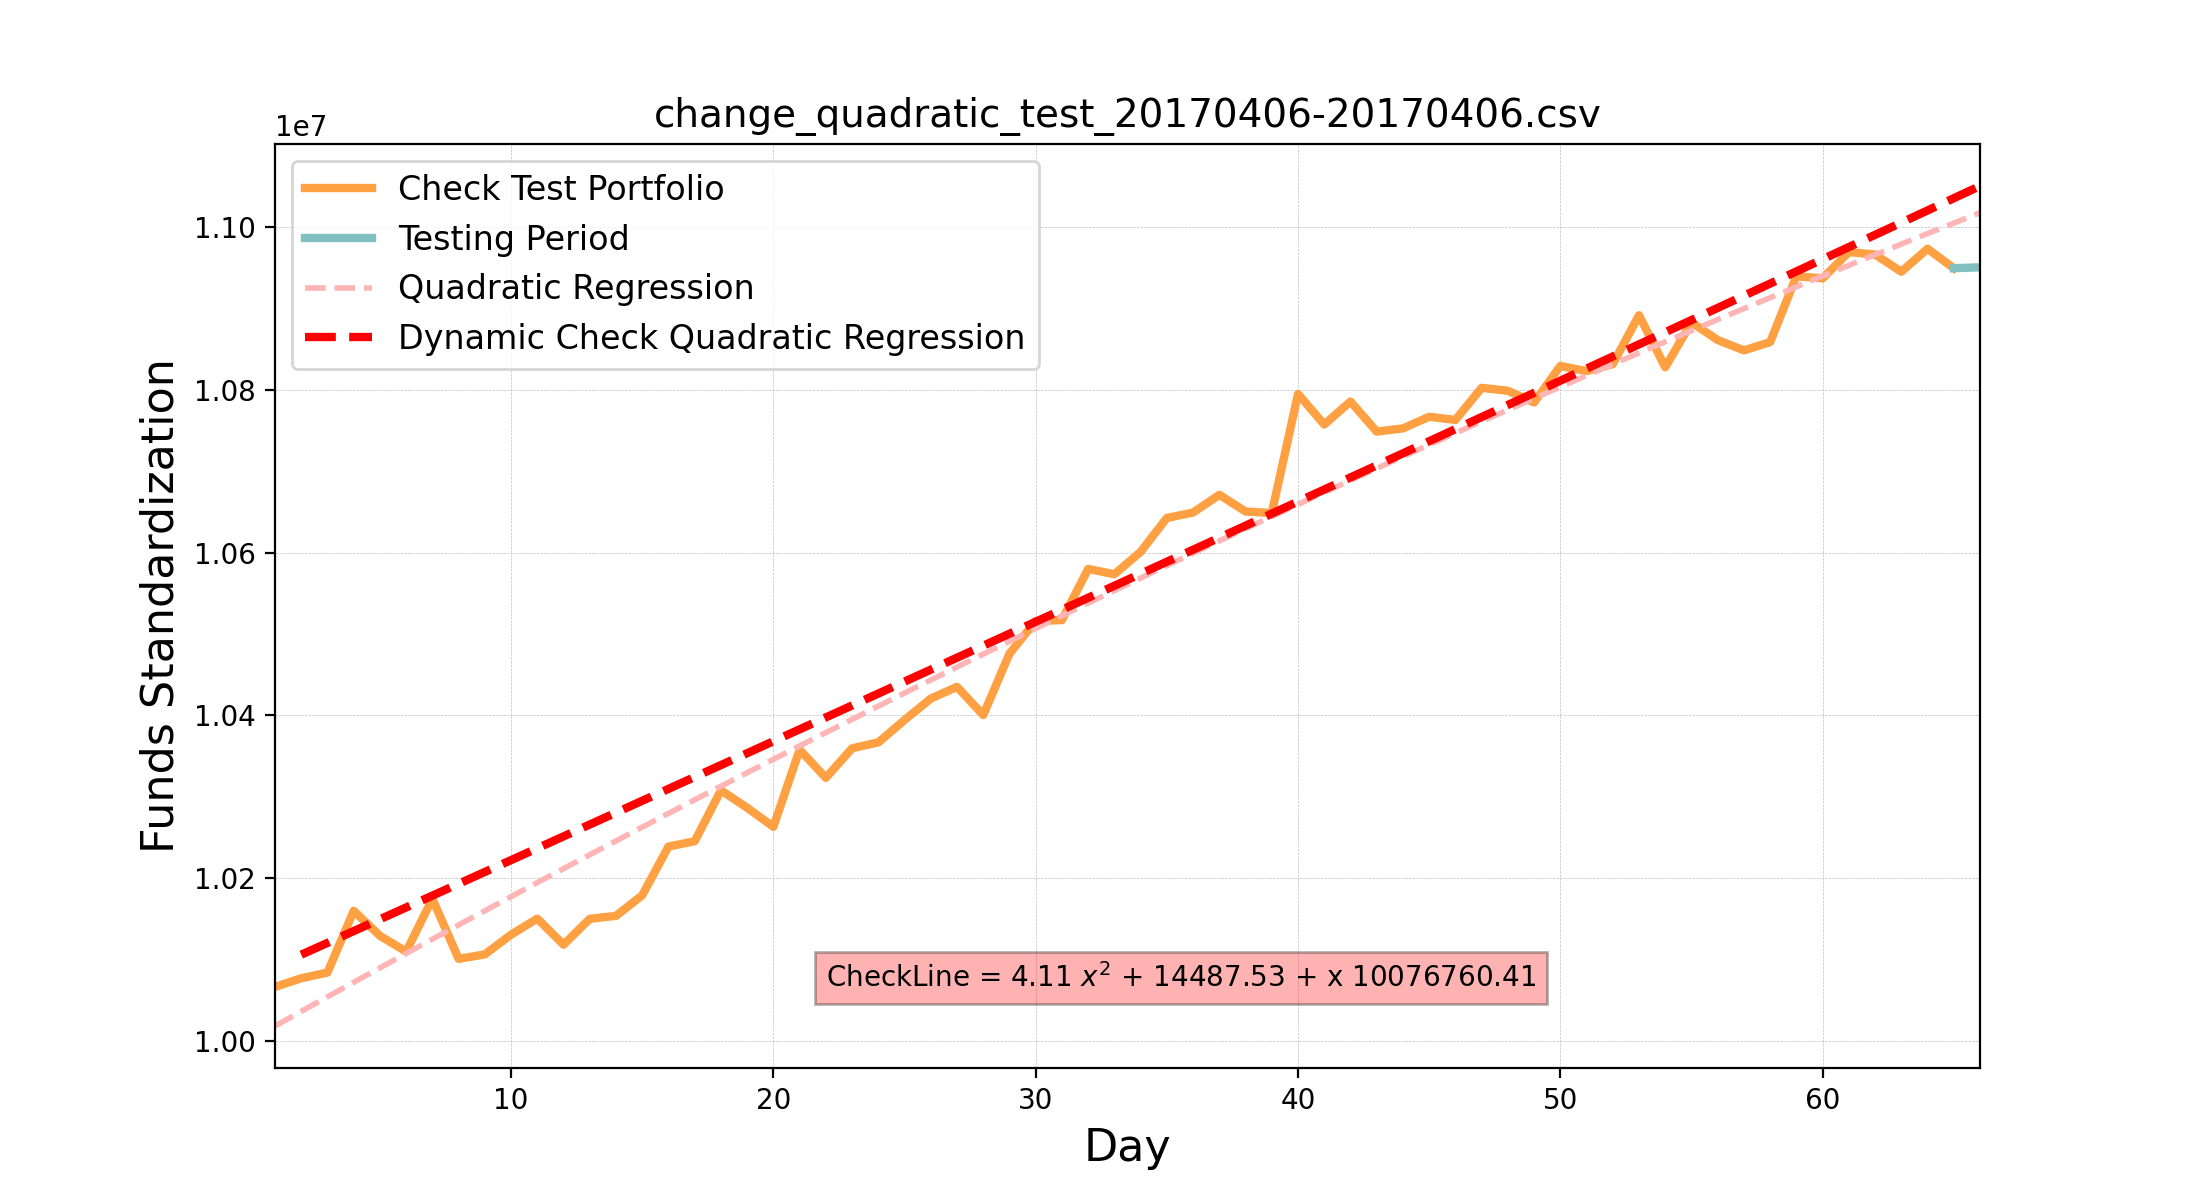 change_quadratic_test_20170406-20170406.csv
1e7
Check Test Portfolio
Testing Period
Quadratic Regression
Dynamic Check Quadratic Regression
1.10
1.08
1.06
1.04
1.02
1.00
Funds Standardization
CheckLine = 4.11 x² + 14487.53 + x 10076760.41
10 20 30 40 50 60
Day